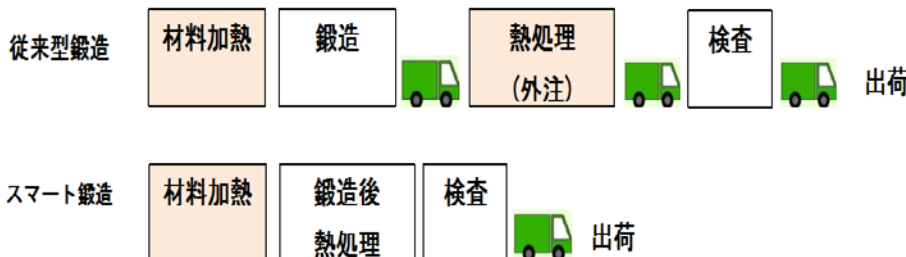 従来型鍛造
材料加熱
鍛造
熱処理
(外注)
検査
出荷
スマート鍛造
材料加熱
鍛造後
熱処理
検査
出荷